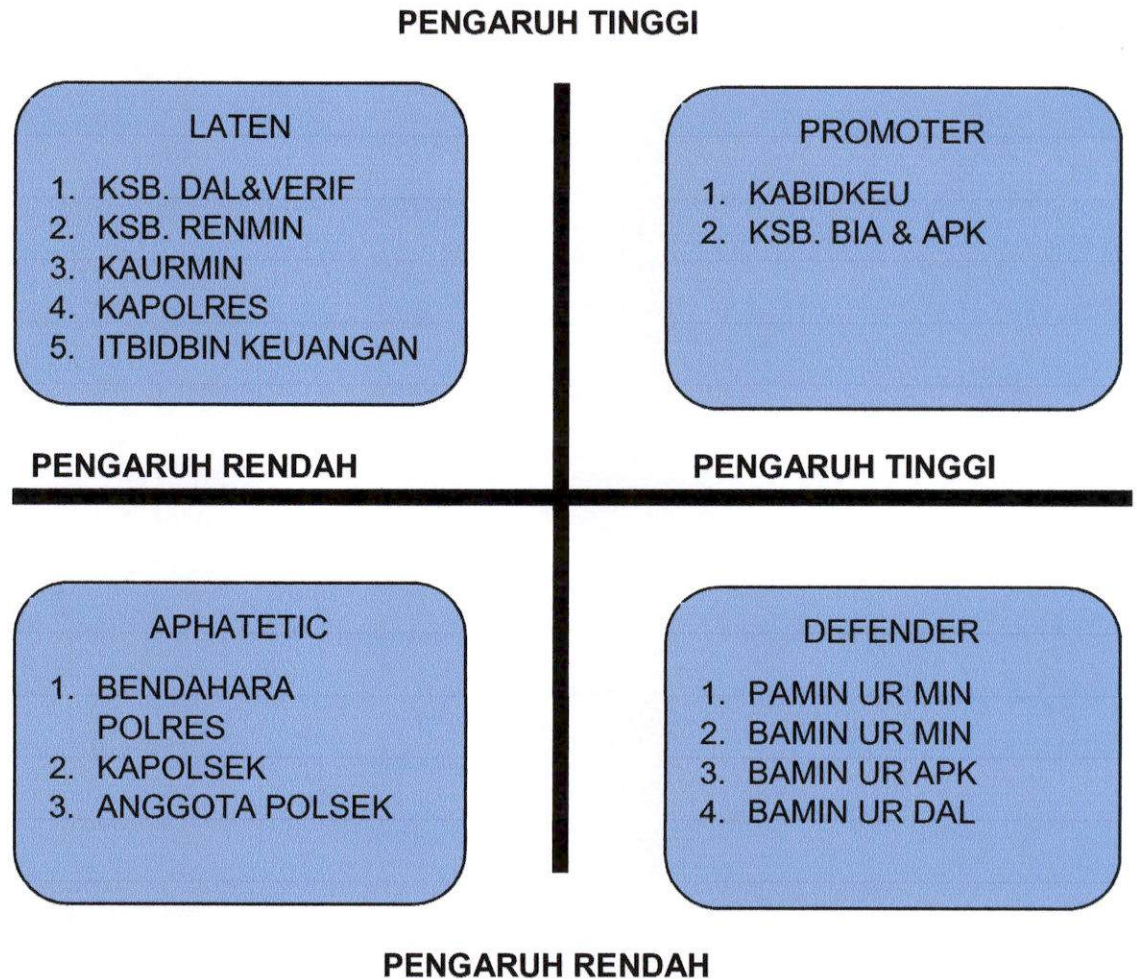 PENGARUH TINGGI
LATEN
1. KSB. DAL&VERIF
2. KSB. RENMIN
3. KAURMIN
4. KAPOLRES
5. ITBIDBIN KEUANGAN
PROMOTER
1. KABIDKEU
2. KSB. BIA & APK
PENGARUH RENDAH
PENGARUH TINGGI
APHATETIC
1. BENDAHARA
POLRES
2. KAPOLSEK
3. ANGGOTA POLSEK
DEFENDER
1. PAMIN UR MIN
2. BAMIN UR MIN
3. BAMIN UR APK
4. BAMIN UR DAL
PENGARUH RENDAH